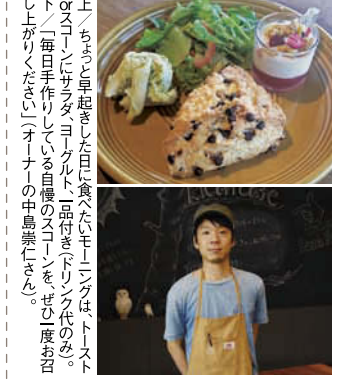 上／ちょっと早起きした日に食べたいモーニングは、トースト
orスコーンにサラダ、ヨーグルト、一品付き(ドリンク代のみ)。
下／「毎日手作りしている自慢のスコーンを、ぜひ一度お召
し上がりください」(オーナーの中島崇仁さん)。